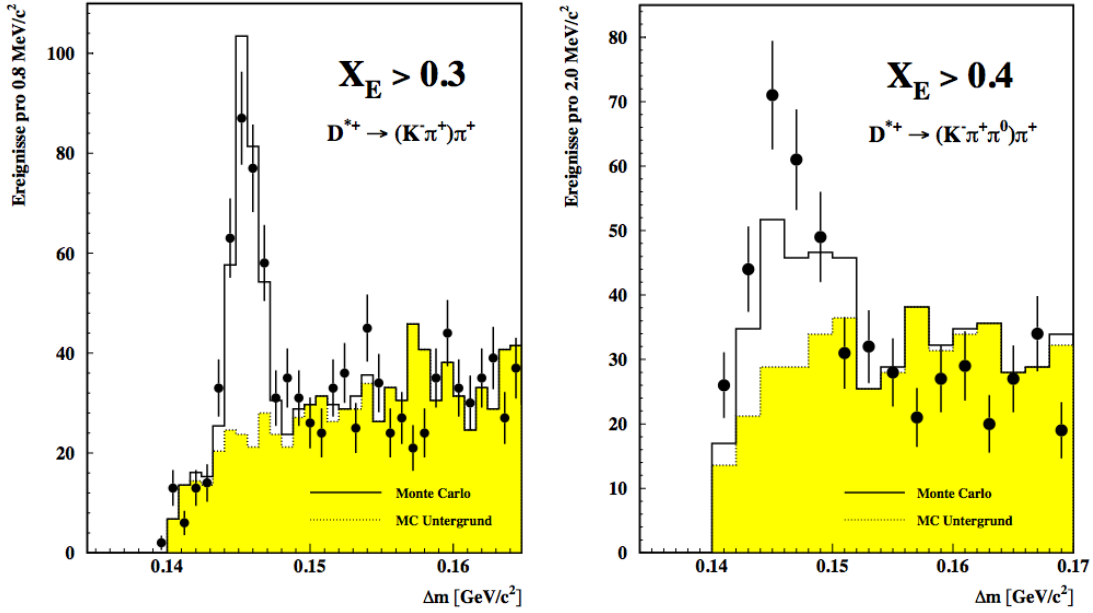 Ereignisse pro 0.8 MeV/c²
100
80
60
40
20
0
X_E > 0.3
D*⁺ → (K⁻π⁺)π⁺
Monte Carlo
MC Untergrund
0.14 0.15 0.16
Δm [GeV/c²]
Ereignisse pro 2.0 MeV/c²
80
70
60
50
40
30
20
10
0
X_E > 0.4
D*⁺ → (K⁻π⁺π⁰)π⁺
Monte Carlo
MC Untergrund
0.14 0.15 0.16 0.17
Δm [GeV/c²]